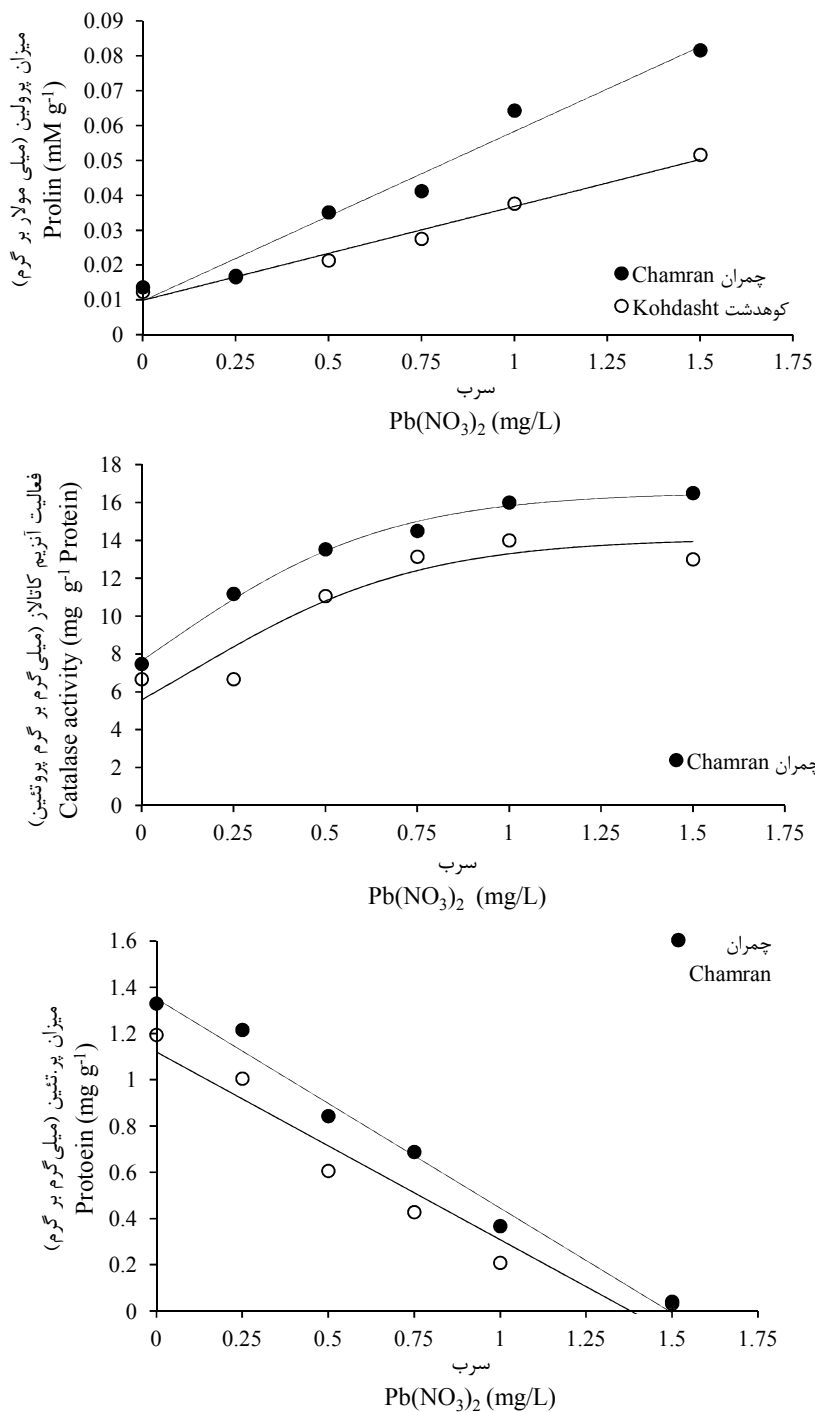 میزان پرولین (میلی مولار بر گرم)
Prolin (mM g-1)
0.09
0.08
0.07
0.06
0.05
0.04
0.03
0.02
0.01
0
چمران Chamran
کوهدشت Kohdasht
0 0.25 0.5 0.75 1 1.25 1.5 1.75
سرب
Pb(NO3)2 (mg/L)
فعالیت آنزیم کاتالاز (میلی‌گرم بر گرم پروتئین)
Catalase activity (mg g-1 Protein)
18
16
14
12
10
8
6
4
2
0
چمران Chamran
0 0.25 0.5 0.75 1 1.25 1.5 1.75
سرب
Pb(NO3)2 (mg/L)
میزان پر.تئین (میلی‌گرم بر گرم)
Protoein (mg g-1)
چمران
Chamran
1.6
1.4
1.2
1
0.8
0.6
0.4
0.2
0
0 0.25 0.5 0.75 1 1.25 1.5 1.75
سرب
Pb(NO3)2 (mg/L)